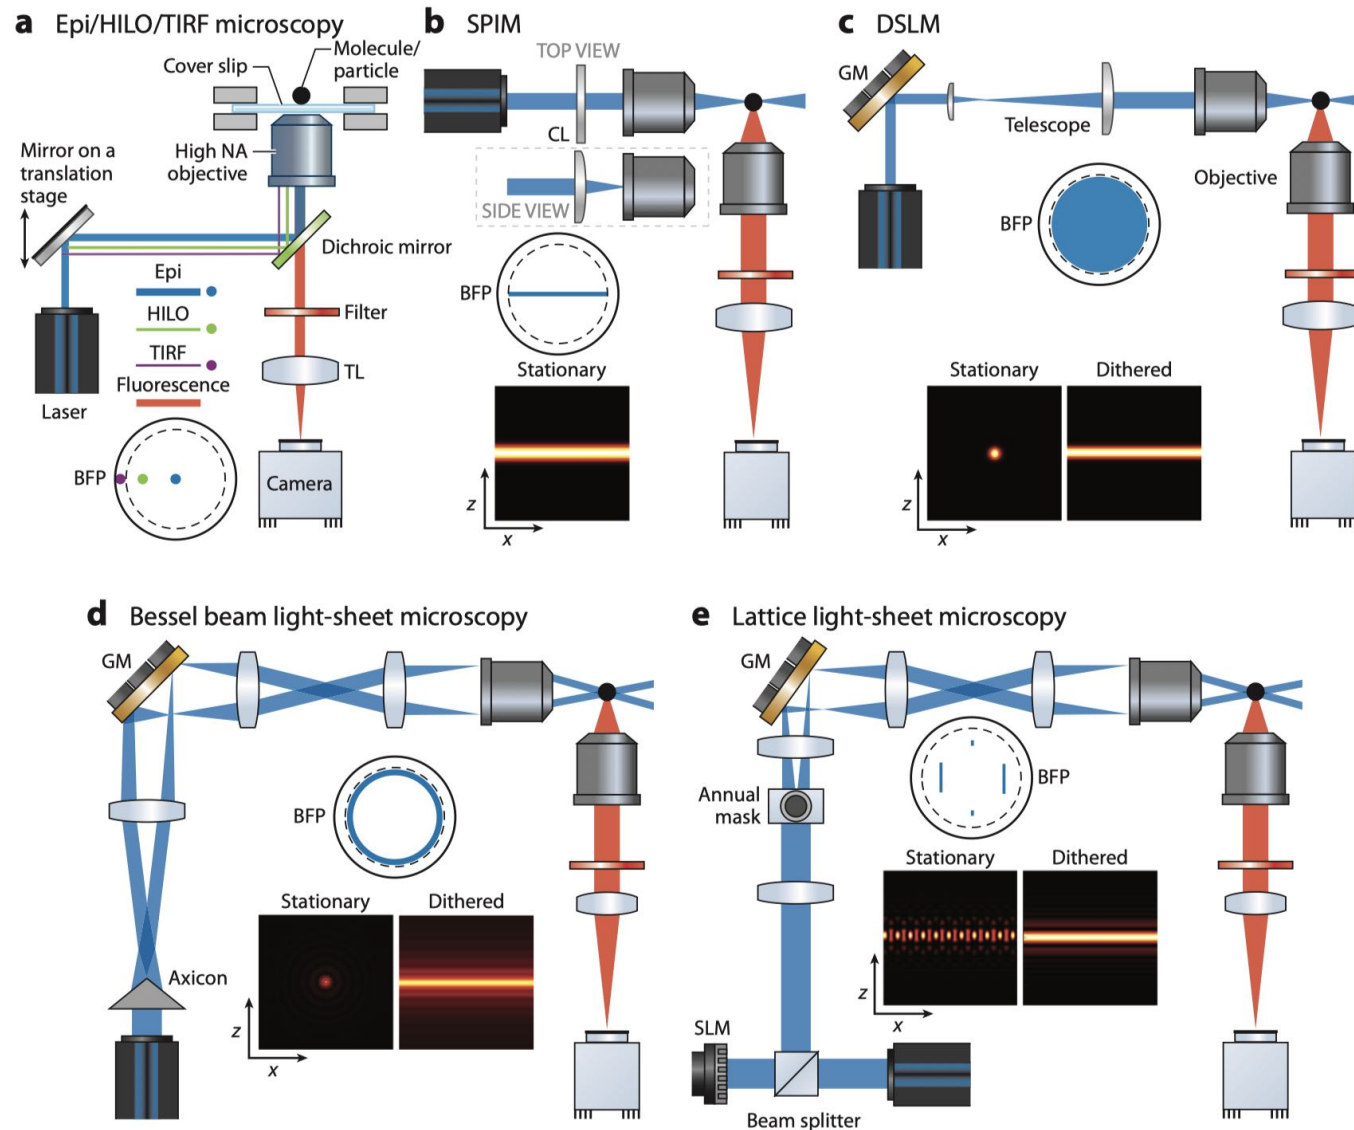 a Epi/HILO/TIRF microscopy
Molecule/
particle
Cover slip
Mirror on a
translation
stage
High NA
objective
Dichroic mirror
Epi
HILO
TIRF
Fluorescence
Filter
TL
Laser
BFP
Camera
b SPIM
TOP VIEW
CL
SIDE VIEW
BFP
Stationary
z
x
c DSLM
GM
Telescope
Objective
BFP
Stationary
Dithered
z
x
d Bessel beam light-sheet microscopy
GM
BFP
Stationary
Dithered
Axicon
z
x
e Lattice light-sheet microscopy
GM
BFP
Annual
mask
Stationary
Dithered
z
x
SLM
Beam splitter